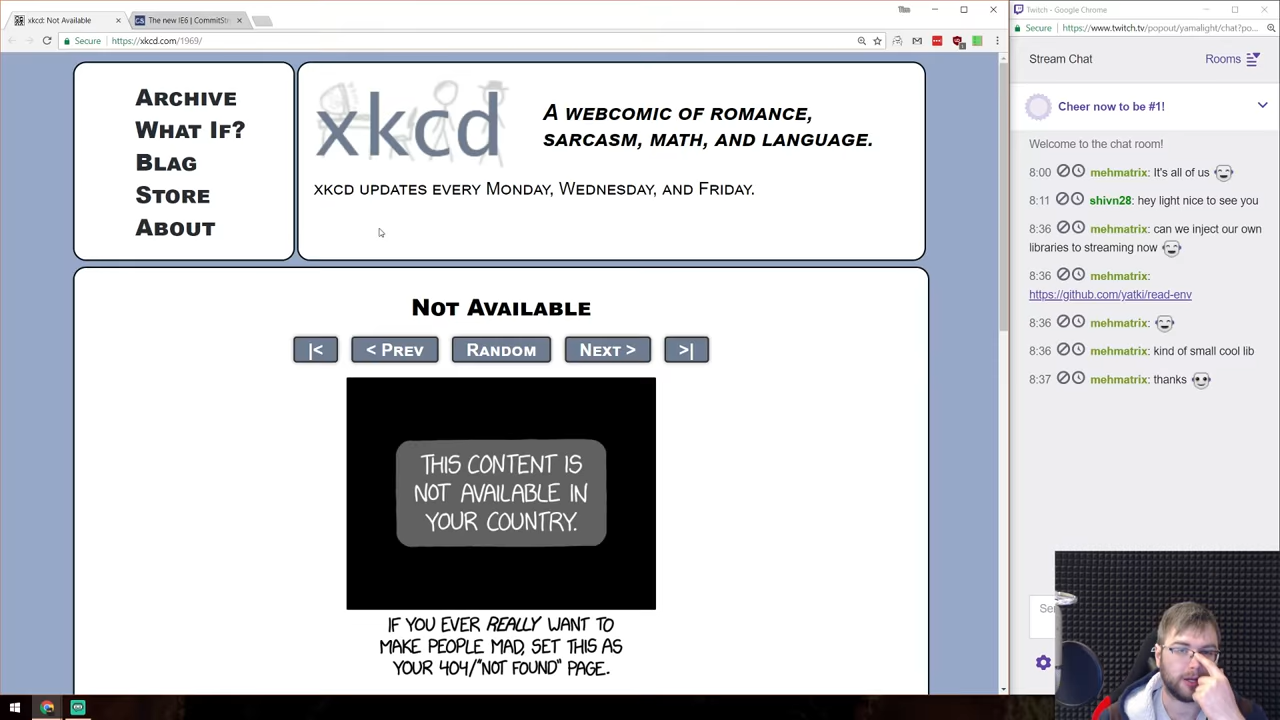 xkcd: Not Available
The new IE6 | CommitStr
Secure
https://xkcd.com/1969/
Archive
What If?
Blag
Store
About
xkcd
A webcomic of romance,
sarcasm, math, and language.
xkcd updates every Monday, Wednesday, and Friday.
Not Available
|<
< Prev
Random
Next >
>|
THIS CONTENT IS
NOT AVAILABLE IN
YOUR COUNTRY.
IF YOU EVER REALLY WANT TO
MAKE PEOPLE MAD, SET THIS AS
YOUR 404/"NOT FOUND" PAGE.
Twitch - Google Chrome
Secure
https://www.twitch.tv/popout/yamalight/chat?po...
Stream Chat
Rooms
Cheer now to be #1!
Welcome to the chat room!
8:00 mehmatrix: It's all of us
8:11 shivn28: hey light nice to see you
8:36 mehmatrix: can we inject our own
libraries to streaming now
8:36 mehmatrix:
https://github.com/yatki/read-env
8:36 mehmatrix:
8:36 mehmatrix: kind of small cool lib
8:37 mehmatrix: thanks